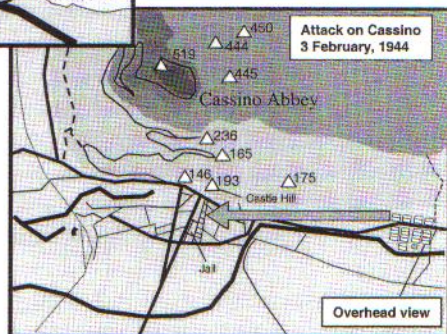 Attack on Cassino
3 February, 1944
450
444
519
445
Cassino Abbey
236
165
146
193
175
Castle Hill
Jail
Overhead view